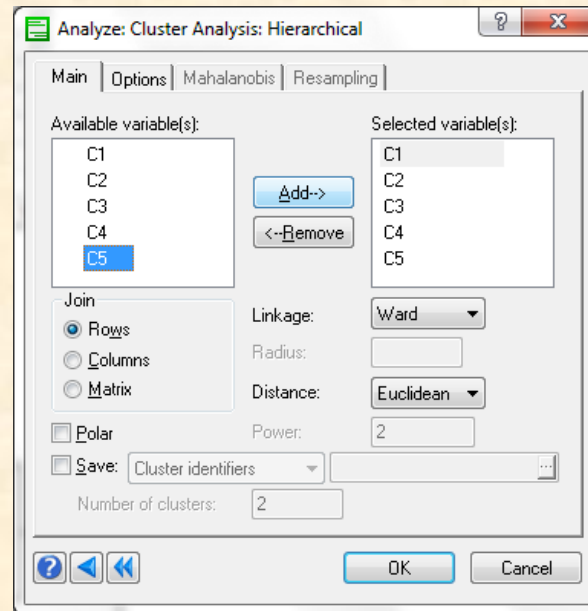 Analyze: Cluster Analysis: Hierarchical
Main Options Mahalanobis Resampling
Available variable(s):
C1
C2
C3
C4
C5
Add-->
<--Remove
Selected variable(s):
C1
C2
C3
C4
C5
Join
Rows
Columns
Matrix
Linkage: Ward
Radius:
Distance: Euclidean
Power: 2
Polar
Save: Cluster identifiers ...
Number of clusters: 2
OK Cancel